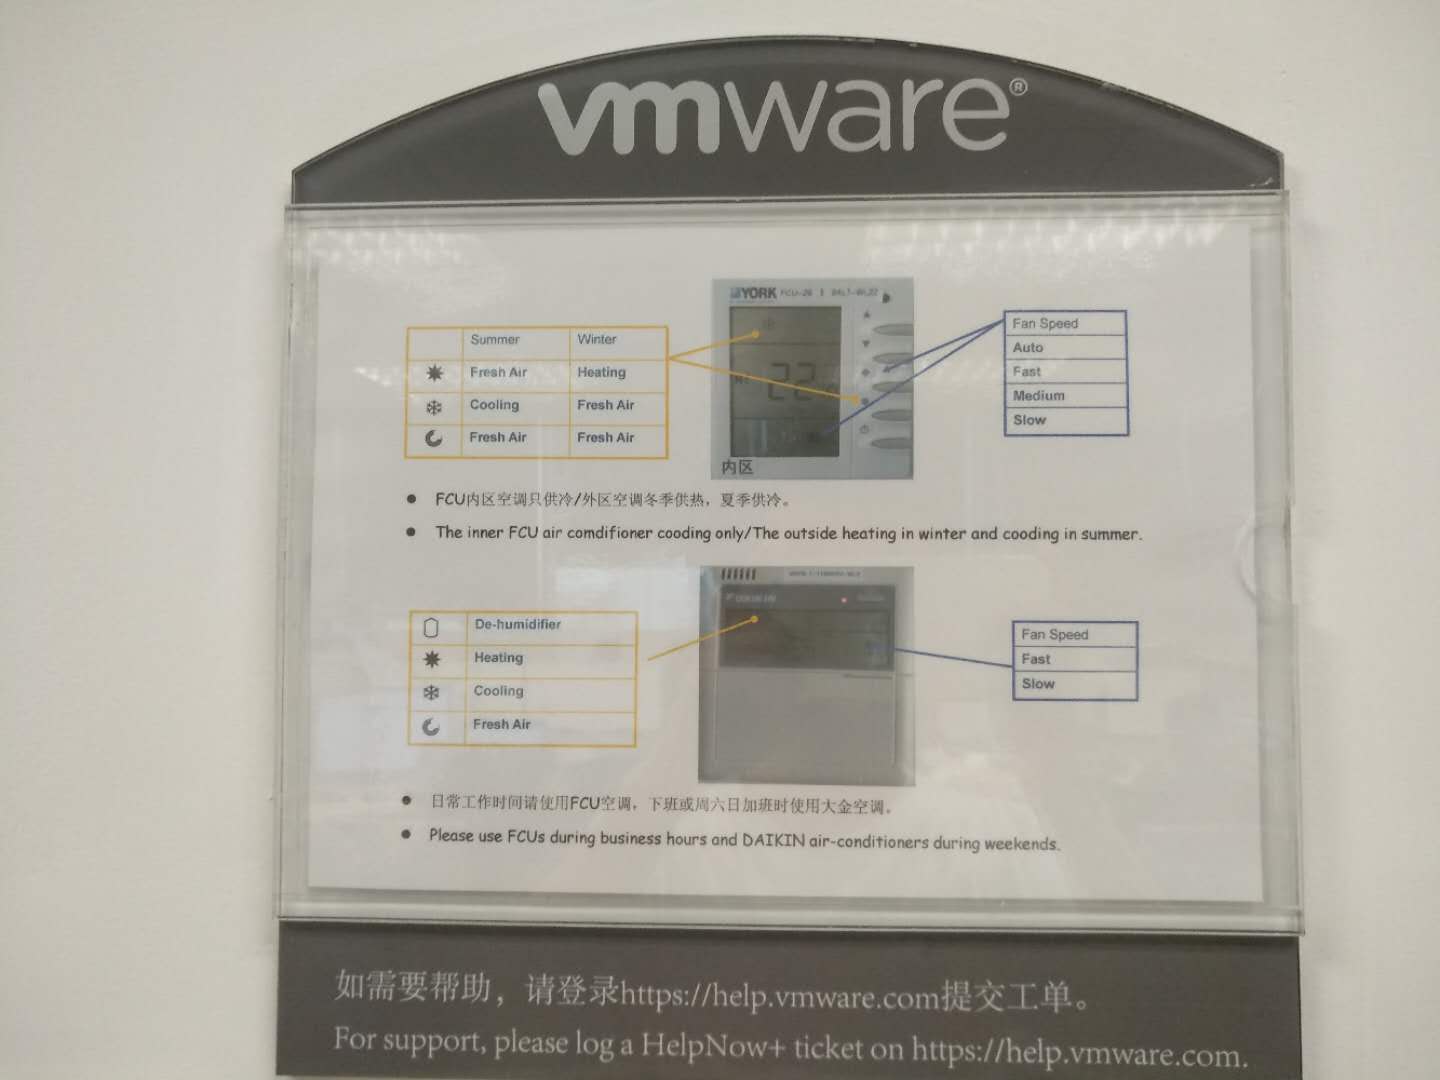 vmware®
YORK
22
内区
Summer Winter
Fresh Air Heating
Cooling Fresh Air
Fresh Air Fresh Air
Fan Speed
Auto
Fast
Medium
Slow
● FCU内区空调只供冷/外区空调冬季供热，夏季供冷。
● The inner FCU air comdifioner cooding only/The outside heating in winter and cooding in summer.
De-humidifier
Heating
Cooling
Fresh Air
Fan Speed
Fast
Slow
● 日常工作时间请使用FCU空调，下班或周六日加班时使用大金空调。
● Please use FCUs during business hours and DAIKIN air-conditioners during weekends.
如需要帮助，请登录https://help.vmware.com提交工单。
For support, please log a HelpNow+ ticket on https://help.vmware.com.